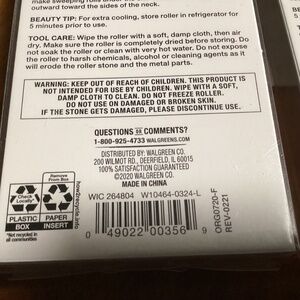 outward toward the sides of the neck.
BEAUTY TIP: For extra cooling, store roller in refrigerator for
5 minutes prior to use.
TOOL CARE: Wipe the roller with a soft, damp cloth, then air
dry. Make sure the roller is completely dried before storing. Do
not soak the roller or clean with very hot water. Do not expose
the roller to harsh chemicals, alcohol or cleaning agents as it
will erode the roller stone and the metal parts.
WARNING: KEEP OUT OF REACH OF CHILDREN. THIS PRODUCT IS
NOT INTENDED FOR USE BY CHILDREN. WIPE WITH A SOFT,
DAMP CLOTH TO CLEAN. DO NOT FREEZE ROLLER.
DO NOT USE ON DAMAGED OR BROKEN SKIN.
IF THE STONE GETS DAMAGED, PLEASE DISCONTINUE USE.
QUESTIONS OR COMMENTS?
1-800-925-4733 WALGREENS.COM
DISTRIBUTED BY: WALGREEN CO.
200 WILMOT RD., DEERFIELD, IL 60015
100% SATISFACTION GUARANTEED
©2020 WALGREEN CO.
MADE IN CHINA
WIC 264804 W10464-0324-L
Remove
From Box
Check
Locally*
PLASTIC
BOX
PAPER
INSERT
*Not recycled in
all communities
how2recycle.info
0 49022 00356 9
ORG0720-F
REV-0221